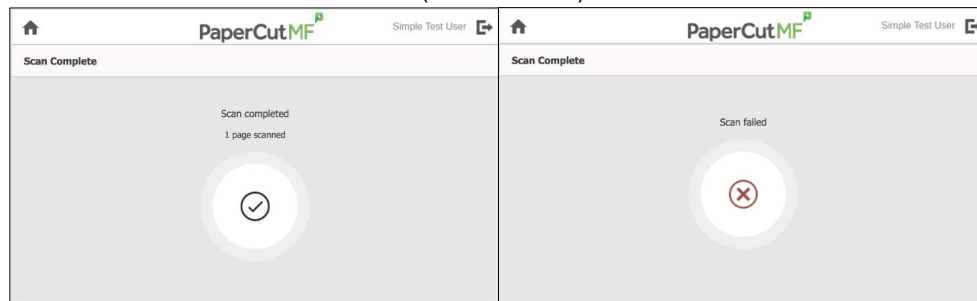 PaperCutMF
Simple Test User
Scan Complete
Scan completed
1 page scanned
PaperCutMF
Simple Test User
Scan Complete
Scan failed